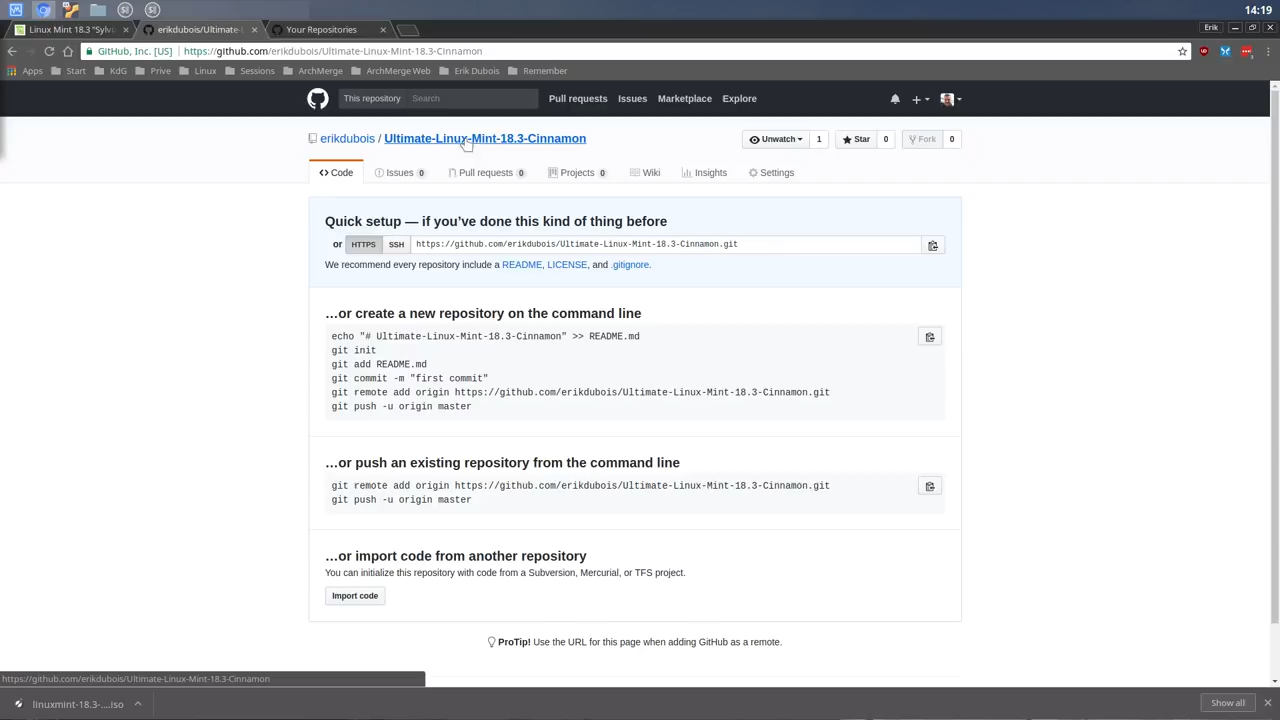 14:19
Linux Mint 18.3 "Sylv
erikdubois/Ultimate-L
Your Repositories
Erik
GitHub, Inc. [US]
https://github.com/erikdubois/Ultimate-Linux-Mint-18.3-Cinnamon
Apps
Start
KdG
Prive
Linux
Sessions
ArchMerge
ArchMerge Web
Erik Dubois
Remember
This repository
Search
Pull requests
Issues
Marketplace
Explore
erikdubois / Ultimate-Linux-Mint-18.3-Cinnamon
Unwatch
1
Star
0
Fork
0
Code
Issues 0
Pull requests 0
Projects 0
Wiki
Insights
Settings
Quick setup — if you’ve done this kind of thing before
or
HTTPS
SSH
https://github.com/erikdubois/Ultimate-Linux-Mint-18.3-Cinnamon.git
We recommend every repository include a README, LICENSE, and .gitignore.
…or create a new repository on the command line
echo "# Ultimate-Linux-Mint-18.3-Cinnamon" >> README.md
git init
git add README.md
git commit -m "first commit"
git remote add origin https://github.com/erikdubois/Ultimate-Linux-Mint-18.3-Cinnamon.git
git push -u origin master
…or push an existing repository from the command line
git remote add origin https://github.com/erikdubois/Ultimate-Linux-Mint-18.3-Cinnamon.git
git push -u origin master
…or import code from another repository
You can initialize this repository with code from a Subversion, Mercurial, or TFS project.
Import code
ProTip! Use the URL for this page when adding GitHub as a remote.
https://github.com/erikdubois/Ultimate-Linux-Mint-18.3-Cinnamon
linuxmint-18.3-....iso
Show all